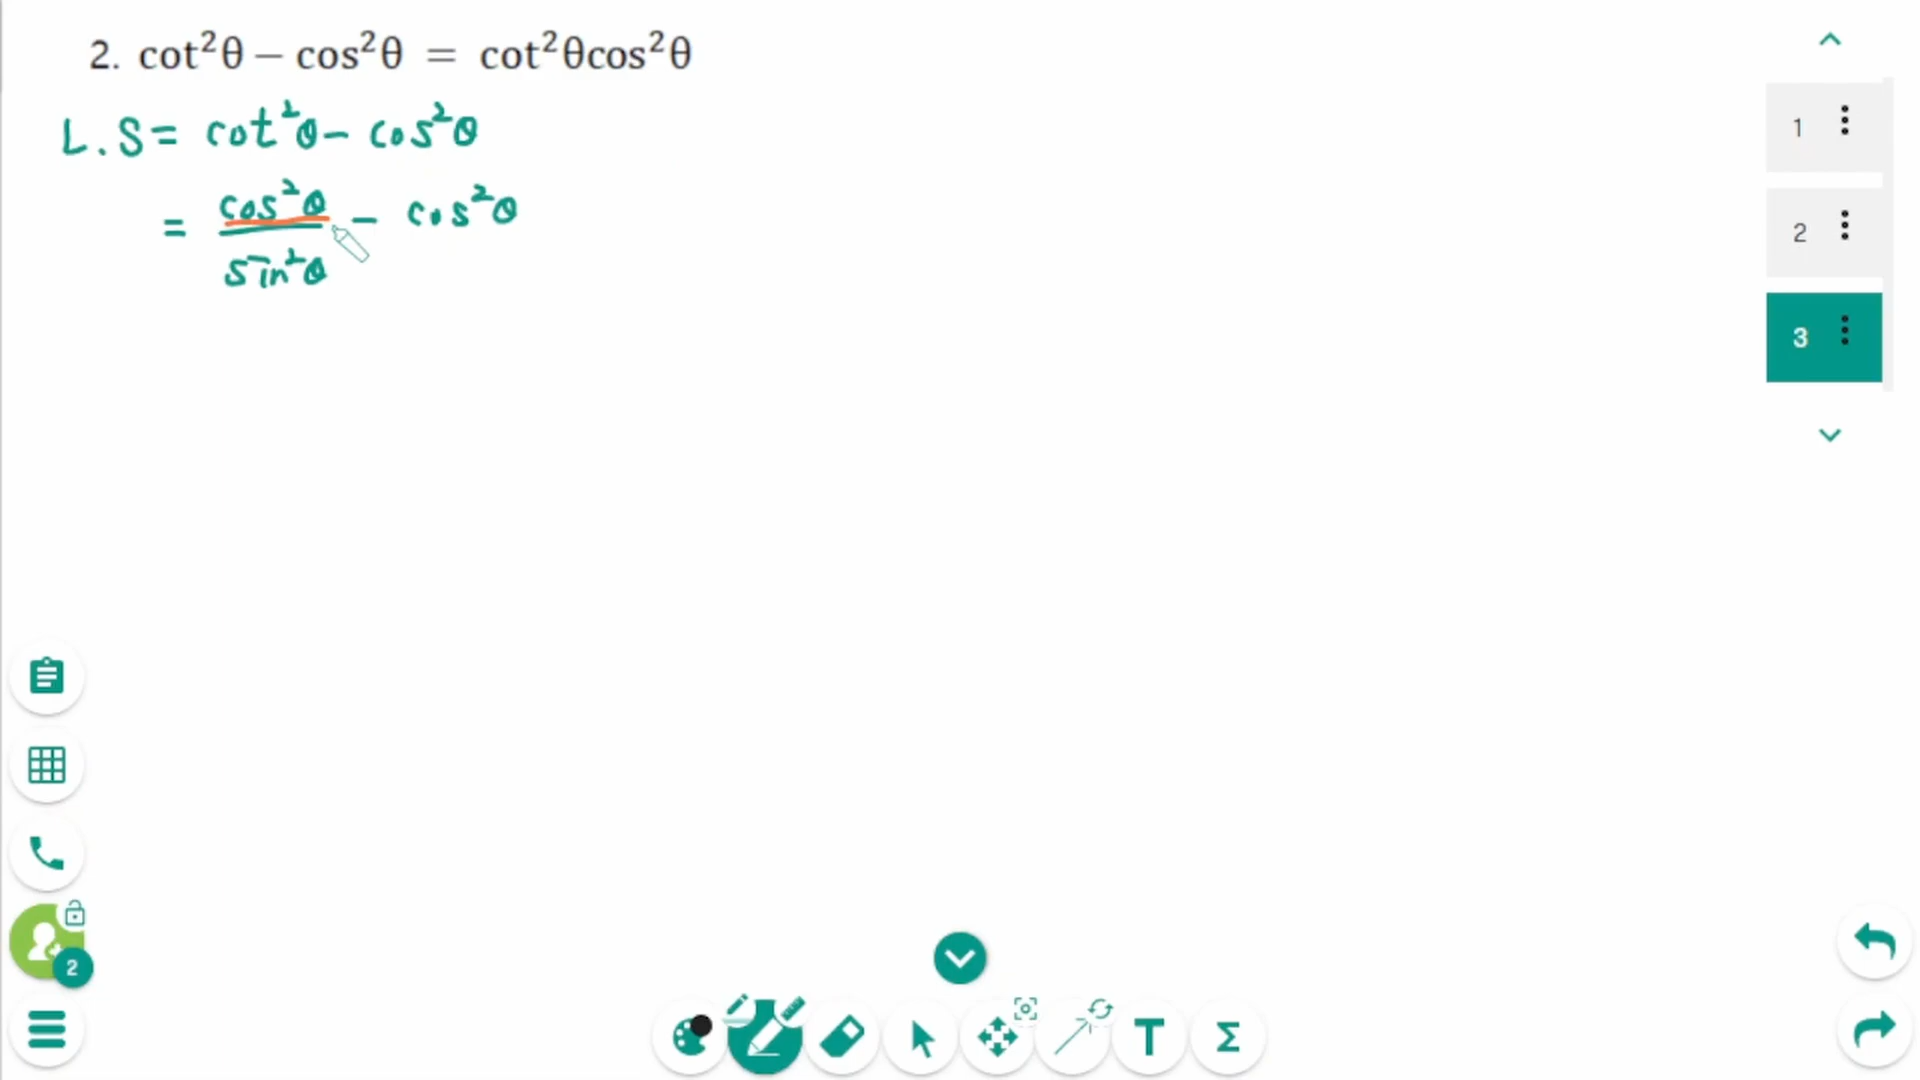 2. cot²θ − cos²θ = cot²θcos²θ
L.S = cot²θ − cos²θ
= cos²θ/sin²θ − cos²θ
1
2
3
2
T
Σ